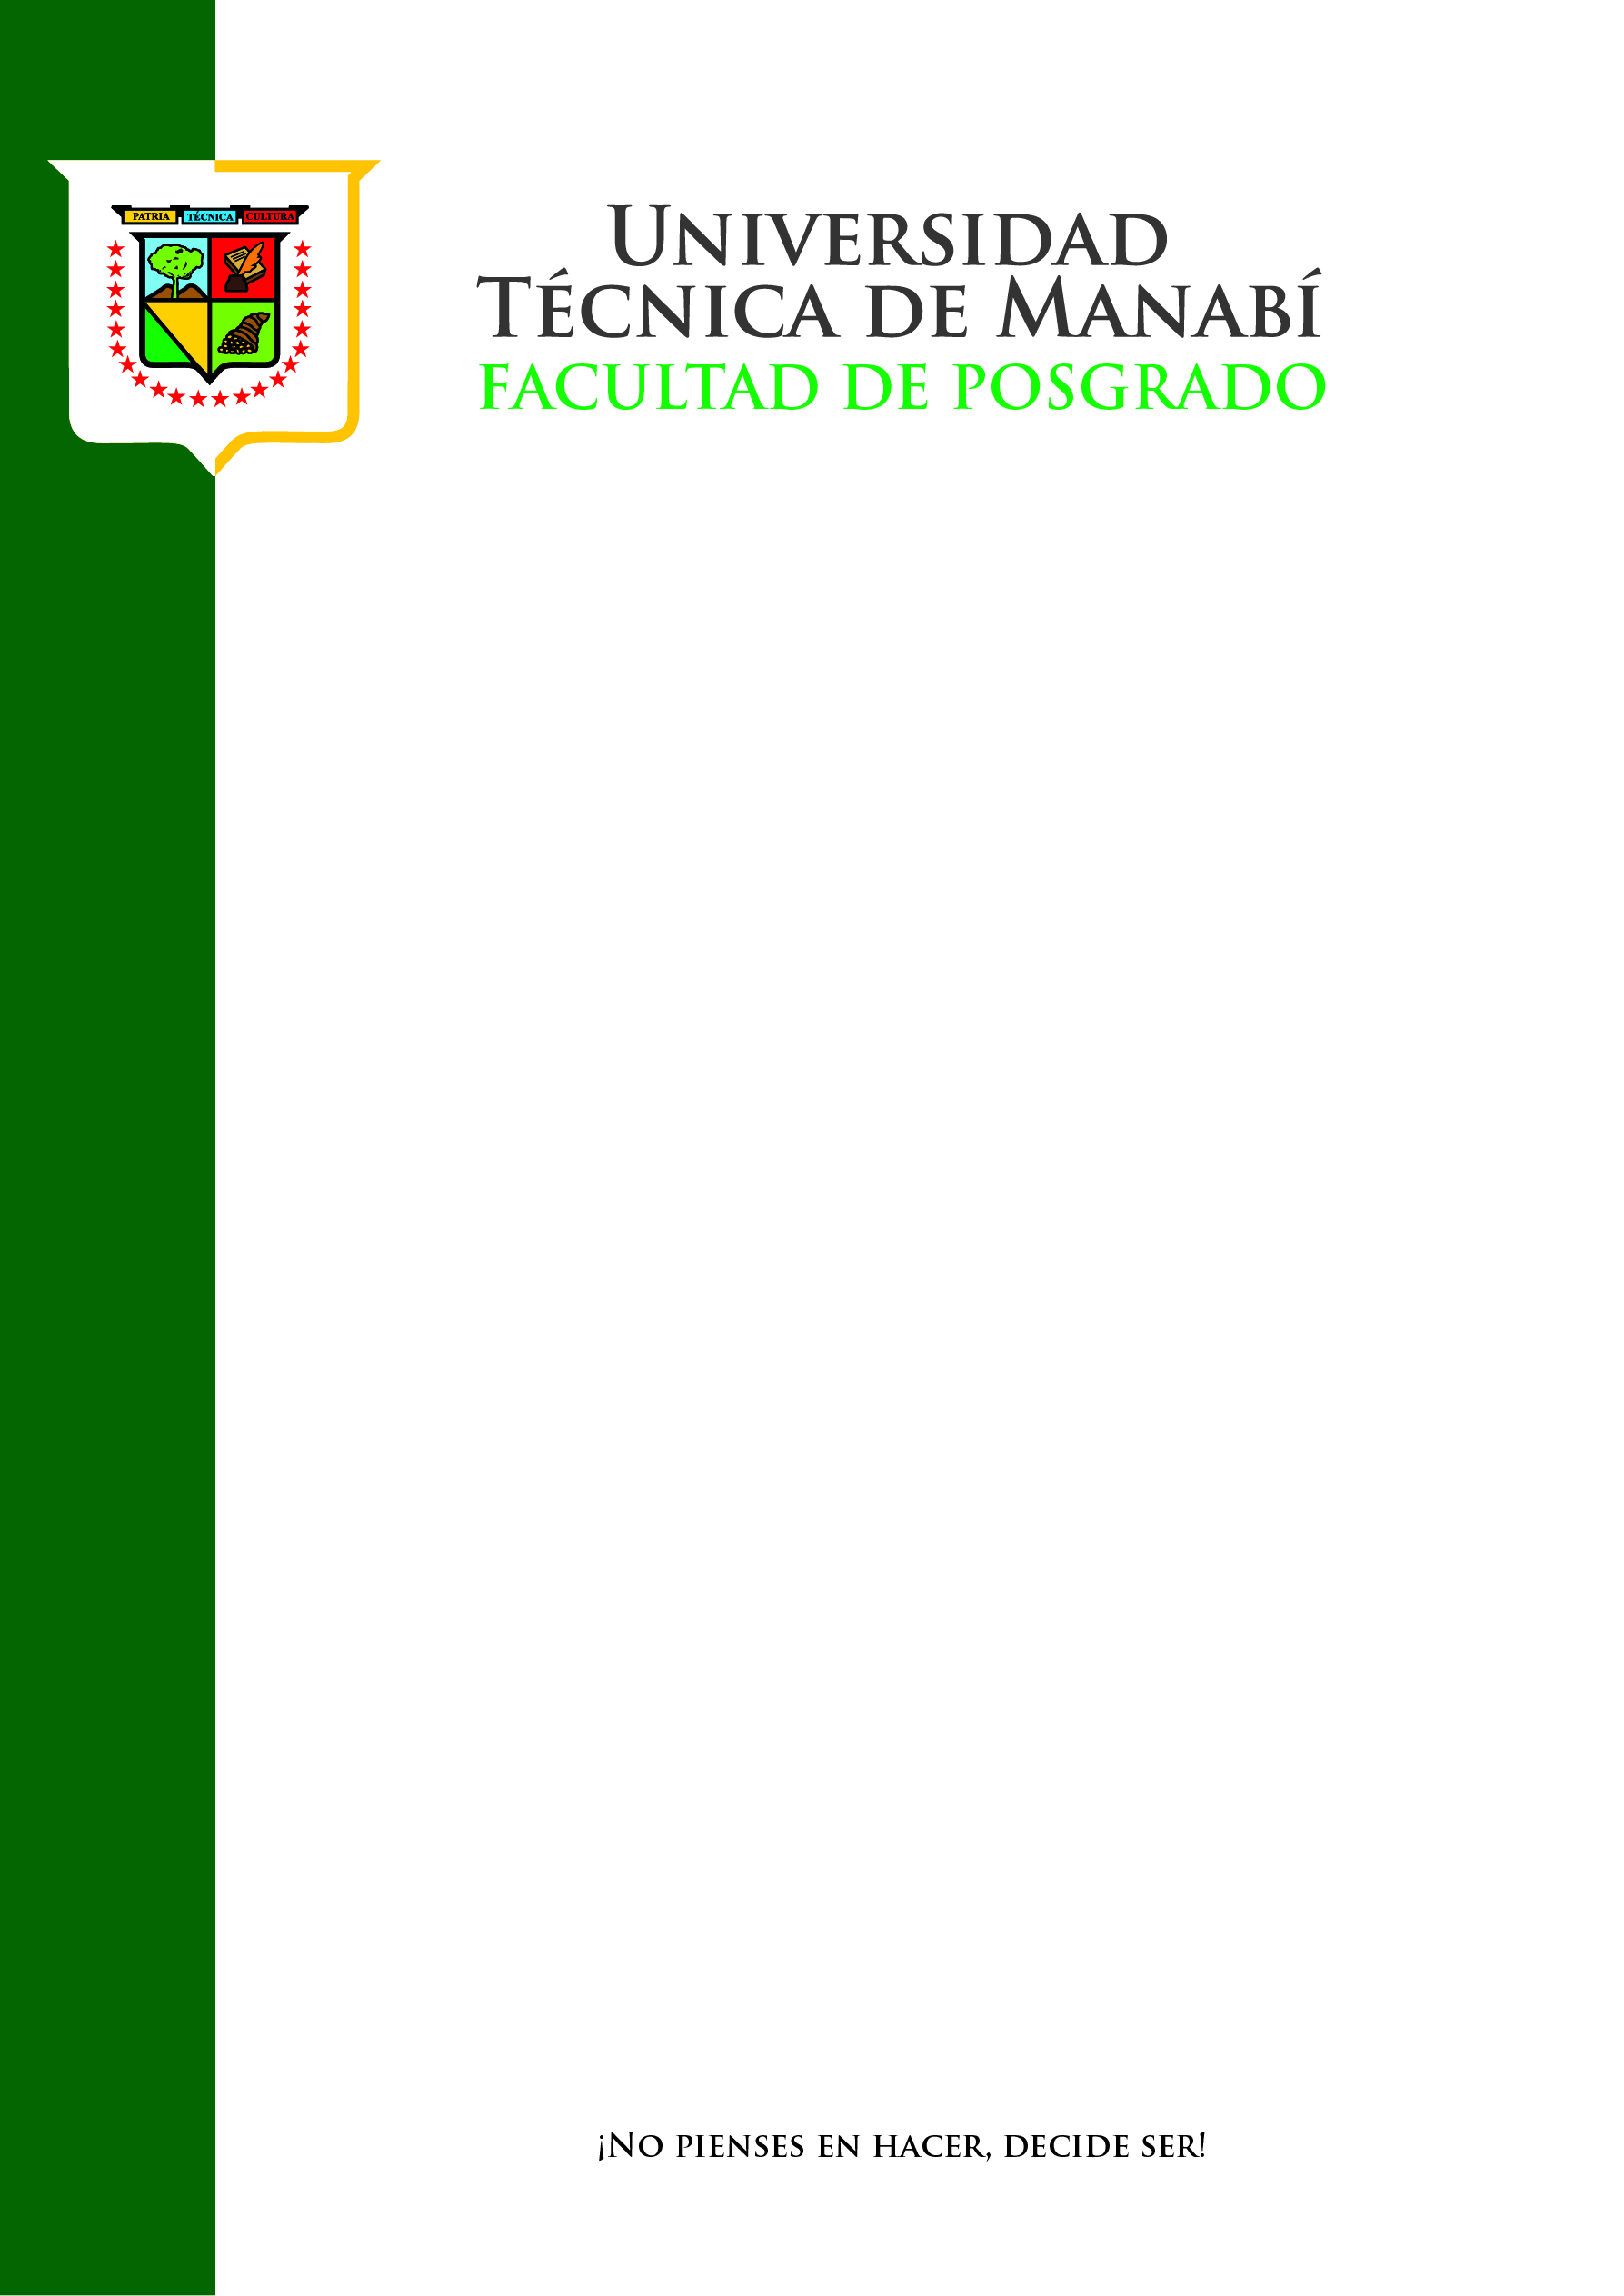 PATRIA TÉCNICA CULTURA
UNIVERSIDAD
TÉCNICA DE MANABÍ
FACULTAD DE POSGRADO
¡NO PIENSES EN HACER, DECIDE SER!